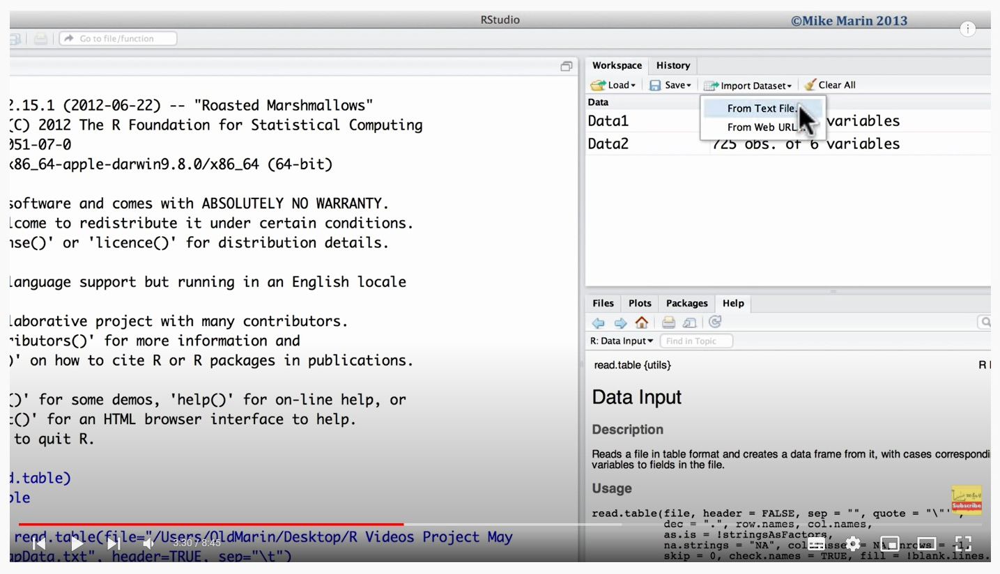 RStudio
©Mike Marin 2013
Go to file/function
2.15.1 (2012-06-22) -- "Roasted Marshmallows"
(C) 2012 The R Foundation for Statistical Computing
051-07-0
x86_64-apple-darwin9.8.0/x86_64 (64-bit)
software and comes with ABSOLUTELY NO WARRANTY.
lcome to redistribute it under certain conditions.
nse()' or 'licence()' for distribution details.
language support but running in an English locale
laborative project with many contributors.
ributors()' for more information and
)' on how to cite R or R packages in publications.
()' for some demos, 'help()' for on-line help, or
t()' for an HTML browser interface to help.
to quit R.
d.table)
ble
read.table(file="/Users/OldMarin/Desktop/R Videos Project May
apData.txt", header=TRUE, sep="\t")
3:30 / 8:45
Workspace History
Load Save Import Dataset Clear All
Data
From Text File...
From Web URL...
Data1 variables
Data2 725 obs. of 6 variables
Files Plots Packages Help
R: Data Input Find in Topic
read.table {utils} R
Data Input
Description
Reads a file in table format and creates a data frame from it, with cases correspondi
variables to fields in the file.
Usage
Subscribe
read.table(file, header = FALSE, sep = "", quote = "\"'",
dec = ".", row.names, col.names,
as.is = !stringsAsFactors,
na.strings = "NA", = NA, nrows = -1,
skip = 0, check.names = TRUE, fill = !blank.lines.